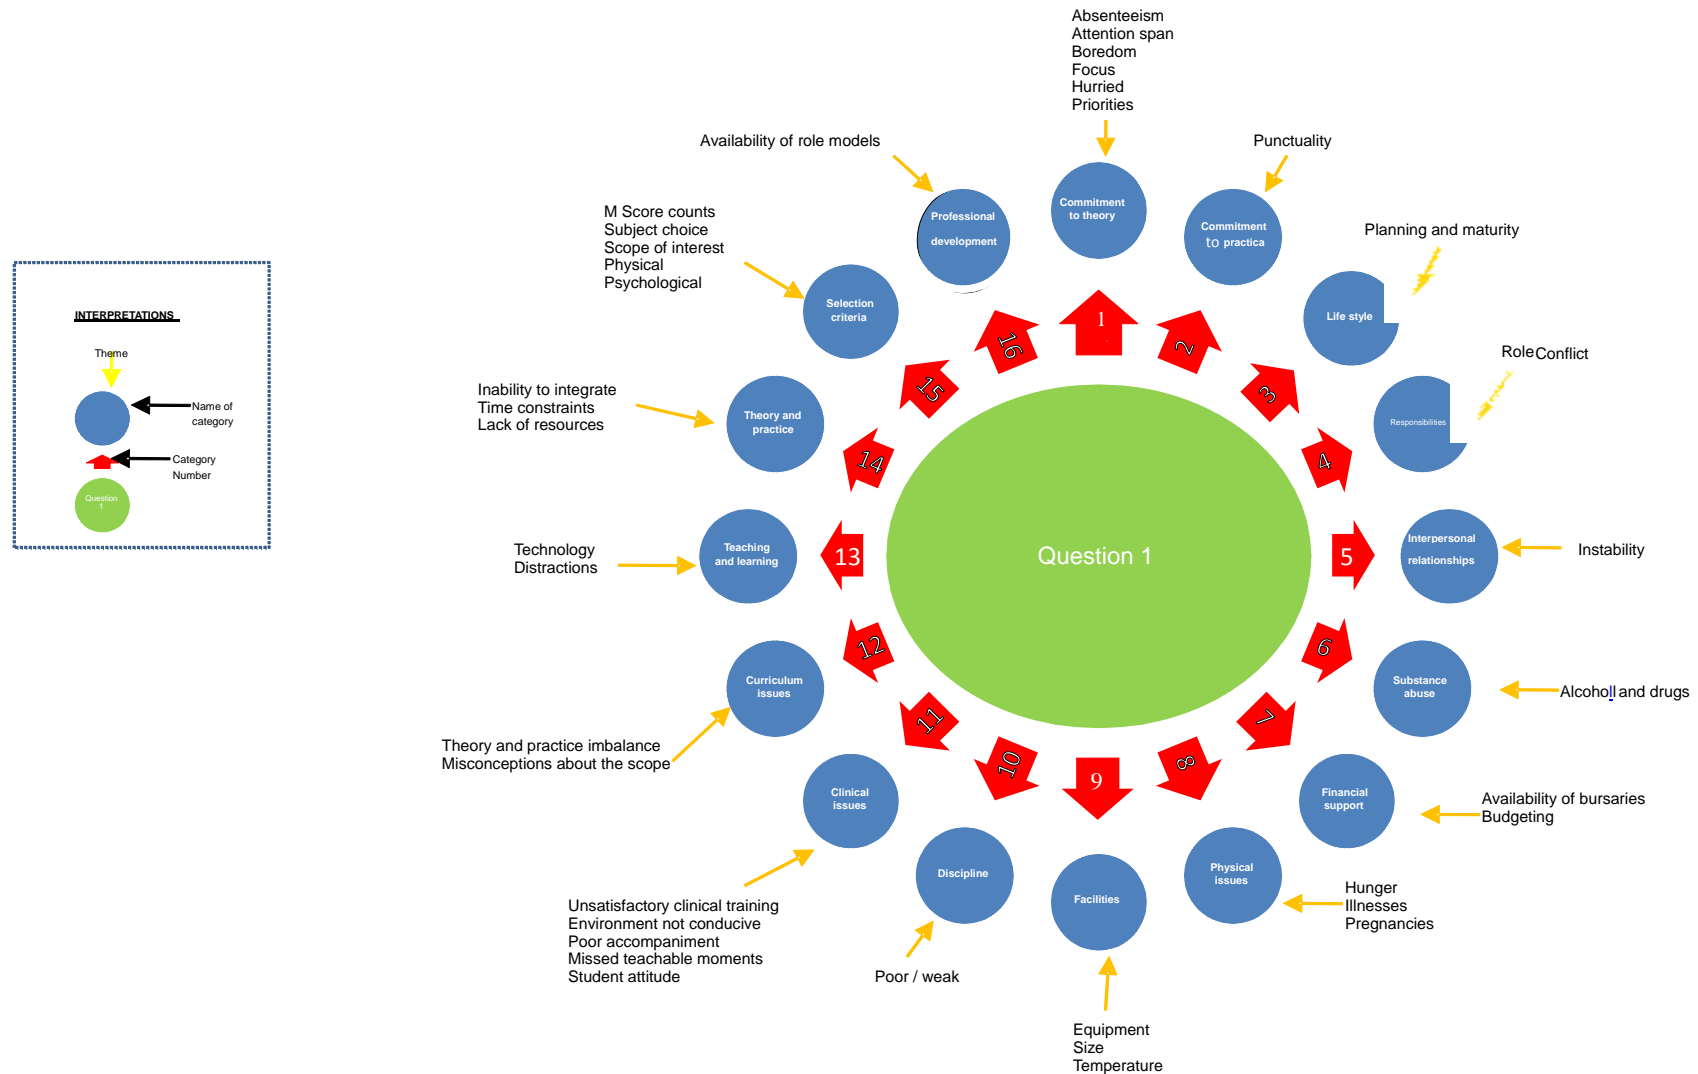 INTERPRETATIONS
Theme
Name of
category
Category
Number
Question
1
Absenteeism
Attention span
Boredom
Focus
Hurried
Priorities
Commitment
to theory
1
Punctuality
Commitment
to practica
2
Planning and maturity
Life style
3
Role Conflict
Responsibilities
4
Instability
Interpersonal
relationships
5
Alcohol and drugs
Substance
abuse
6
Availability of bursaries
Budgeting
Financial
support
7
Hunger
Illnesses
Pregnancies
Physical
issues
8
Equipment
Size
Temperature
Facilities
9
Poor / weak
Discipline
10
Unsatisfactory clinical training
Environment not conducive
Poor accompaniment
Missed teachable moments
Student attitude
Clinical
issues
11
Theory and practice imbalance
Misconceptions about the scope
Curriculum
issues
12
Technology
Distractions
Teaching
and learning
13
Inability to integrate
Time constraints
Lack of resources
Theory and
practice
14
M Score counts
Subject choice
Scope of interest
Physical
Psychological
Selection
criteria
15
Availability of role models
Professional
development
16
Question 1